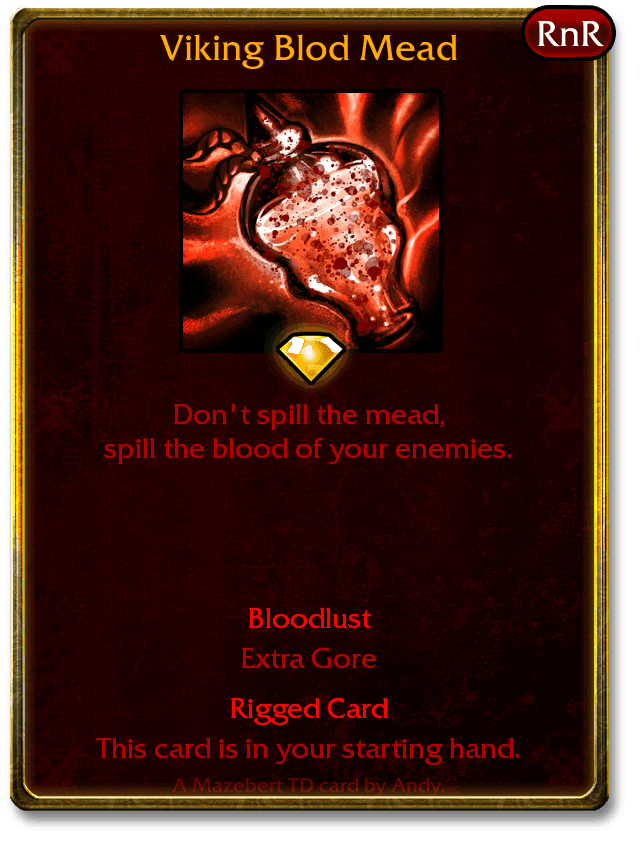 RnR
Viking Blod Mead
Don't spill the mead,
spill the blood of your enemies.
Bloodlust
Extra Gore
Rigged Card
This card is in your starting hand.
A Mazebert TD card by Andy.